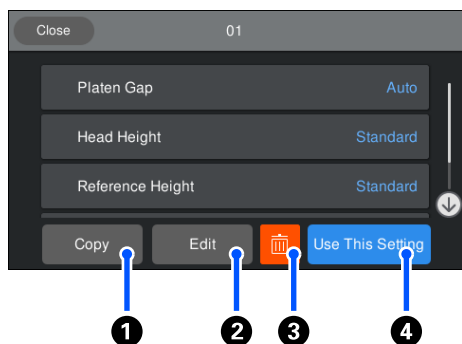 Close 01
Platen Gap Auto
Head Height Standard
Reference Height Standard
Copy Edit Use This Setting
1 2 3 4